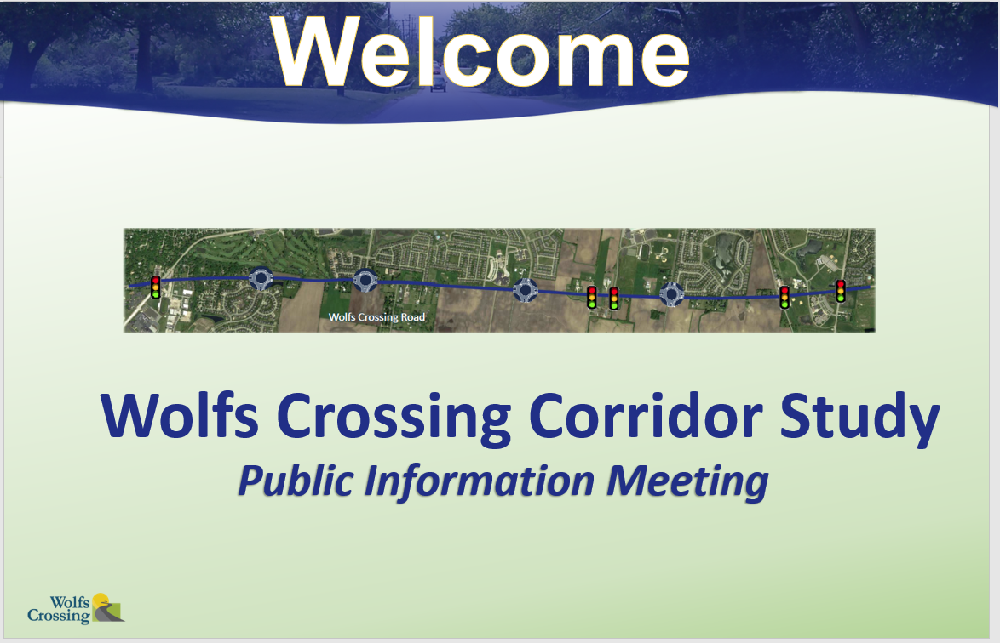 Welcome
Wolfs Crossing Road
Wolfs Crossing Corridor Study
Public Information Meeting
Wolfs
Crossing